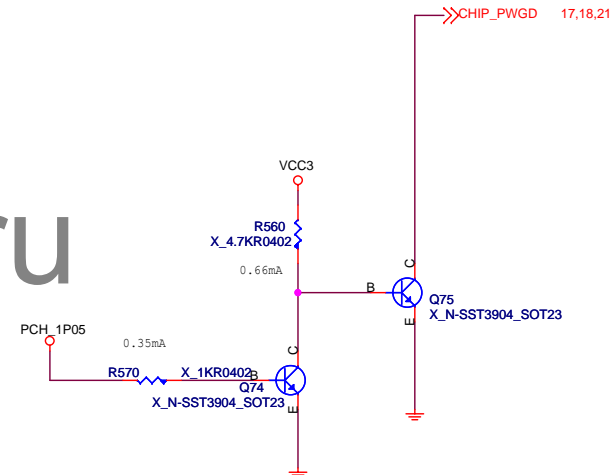 CHIP_PWGD 17,18,21
VCC3
ru
R560
X_4.7KR0402
0.66mA
C
B
Q75
E
X_N-SST3904_SOT23
PCH_1P05
0.35mA
C
R570 X_1KR0402 B
Q74
X_N-SST3904_SOT23 E